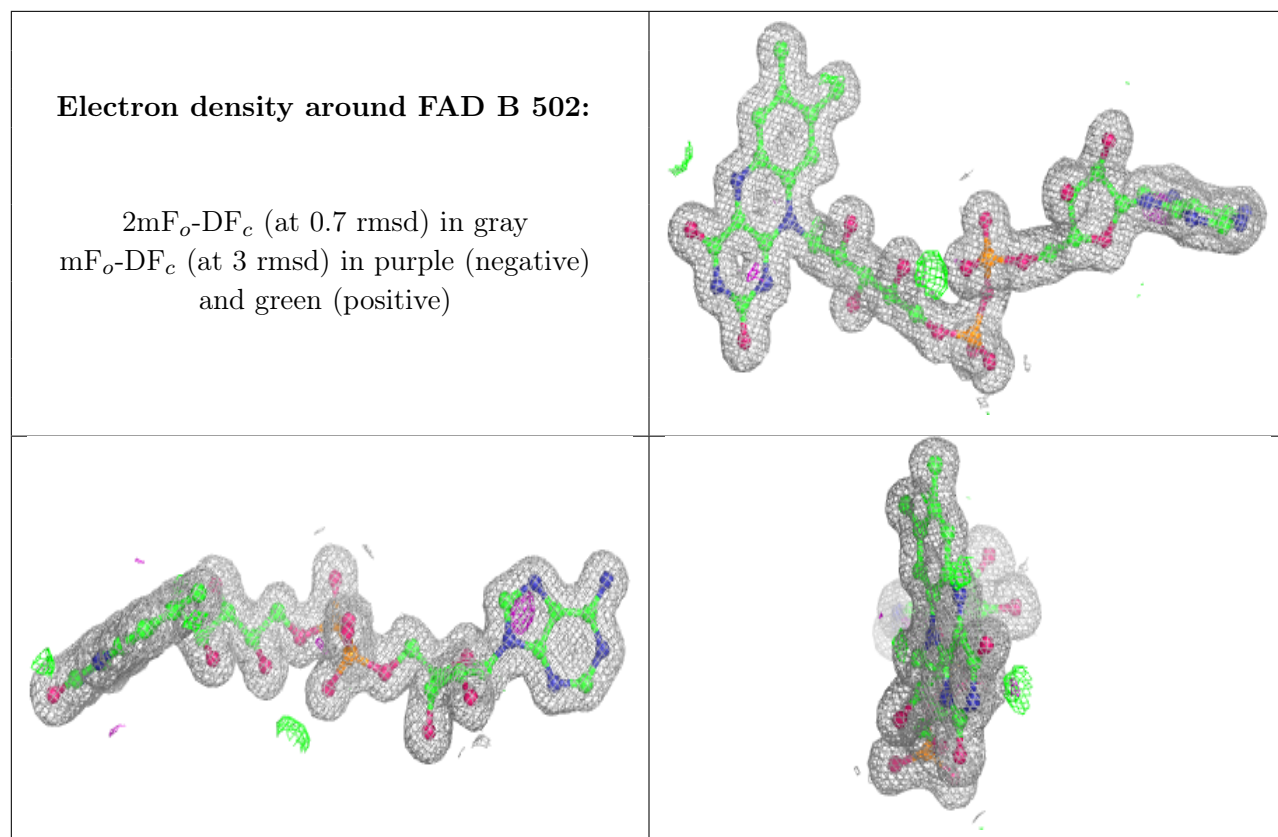 Electron density around FAD B 502:
2mFo-DFc (at 0.7 rmsd) in gray
mFo-DFc (at 3 rmsd) in purple (negative)
and green (positive)